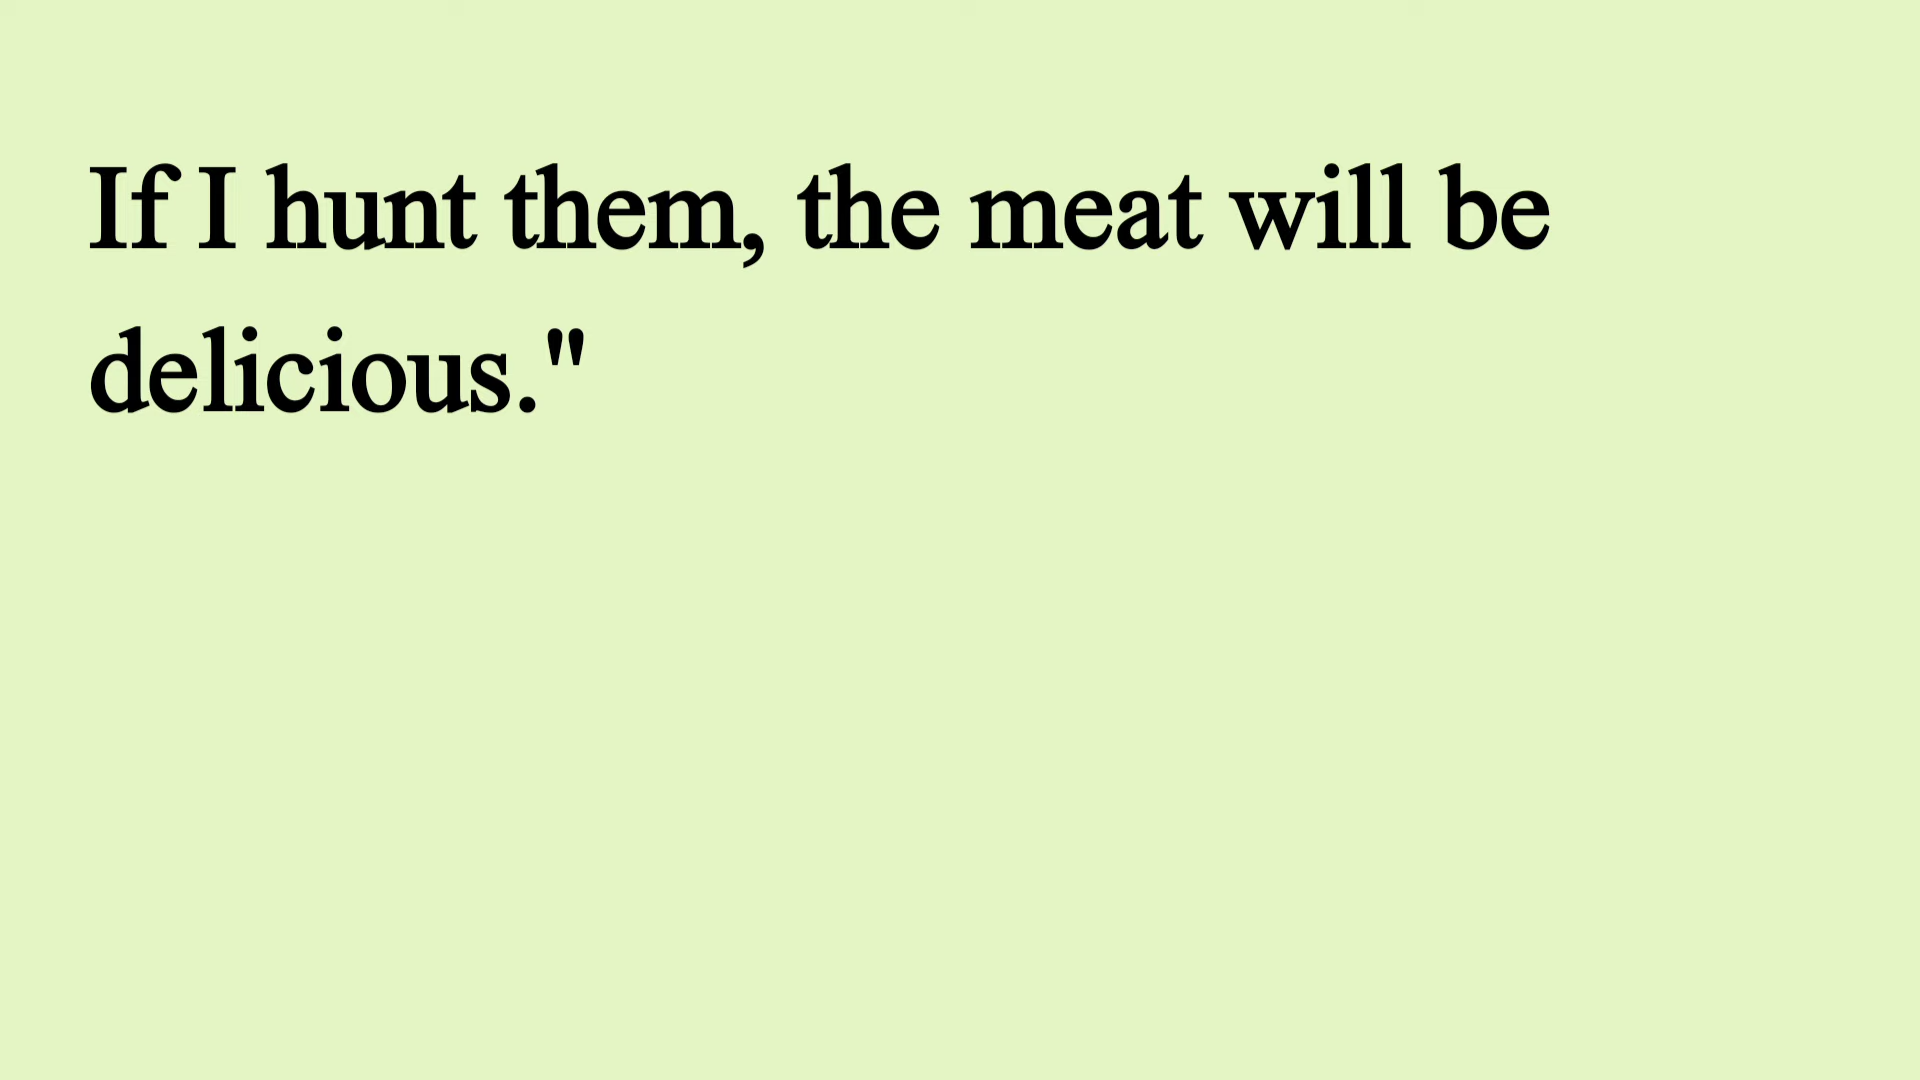 If I hunt them, the meat will be
delicious."